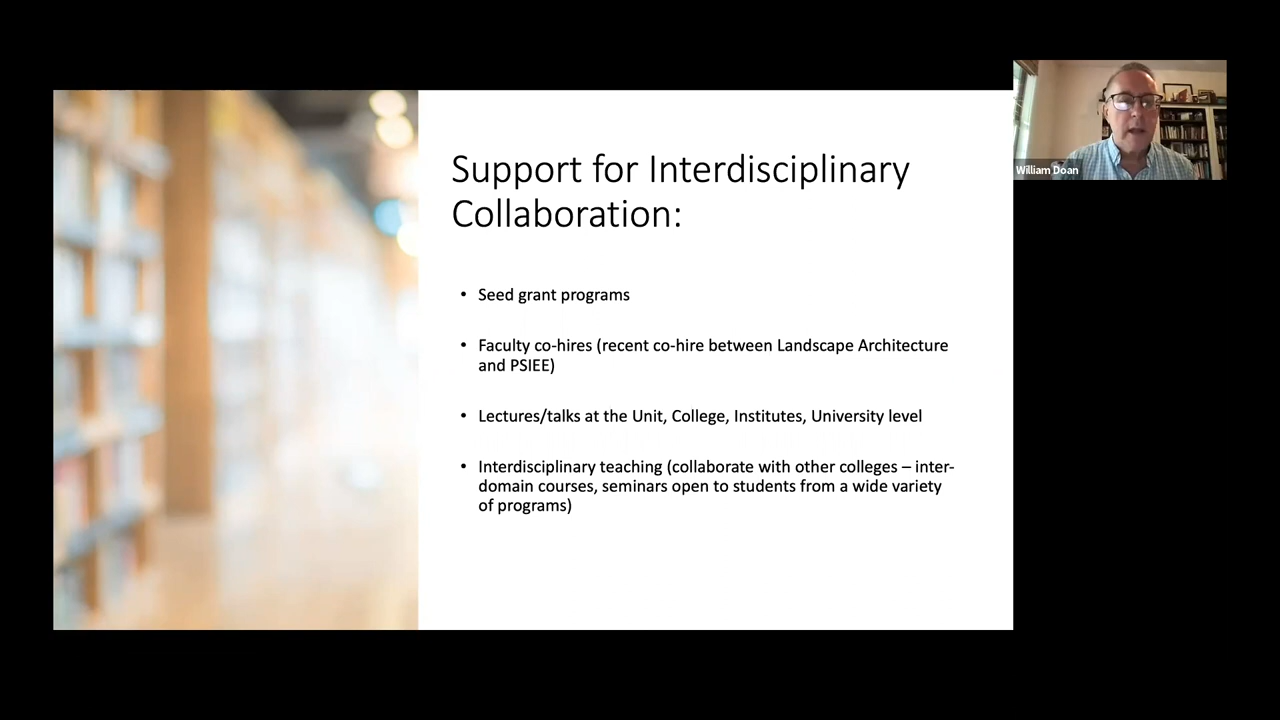 Support for Interdisciplinary
Collaboration:
• Seed grant programs
• Faculty co-hires (recent co-hire between Landscape Architecture
and PSIEE)
• Lectures/talks at the Unit, College, Institutes, University level
• Interdisciplinary teaching (collaborate with other colleges – inter-
domain courses, seminars open to students from a wide variety
of programs)
William Doan